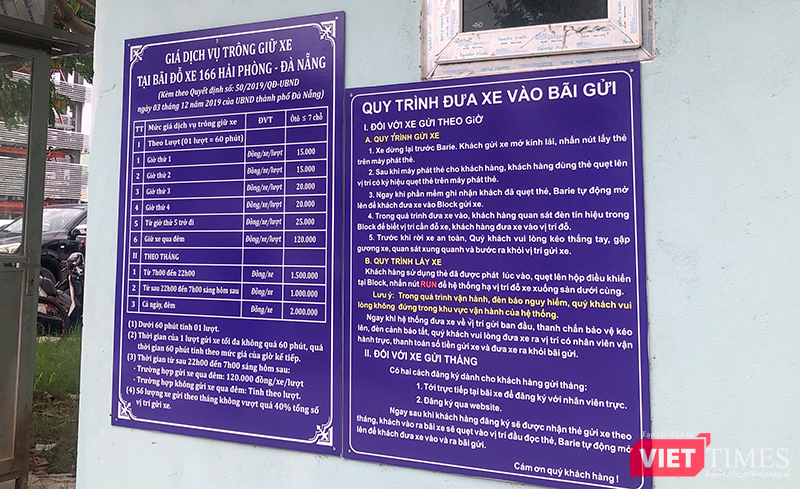 GIÁ DỊCH VỤ TRÔNG GIỮ XE
TẠI BÃI ĐỖ XE 166 HẢI PHÒNG - ĐÀ NẴNG
(Kèm theo Quyết định số: 50/2019/QĐ-UBND
ngày 03 tháng 12 năm 2019 của UBND thành phố Đà Nẵng)
TT Mức giá dịch vụ trông giữ xe ĐVT Ôtô ≤ 7 chỗ
I Theo Lượt (01 lượt = 60 phút)
1 Giờ thứ 1 Đồng/xe/lượt 15.000
2 Giờ thứ 2 Đồng/xe/lượt 15.000
3 Giờ thứ 3 Đồng/xe/lượt 20.000
4 Giờ thứ 4 Đồng/xe/lượt 20.000
5 Từ giờ thứ 5 trở đi Đồng/xe/lượt 25.000
6 Giữ xe qua đêm Đồng/xe/lượt 120.000
II THEO THÁNG
1 Từ 7h00 đến 22h00 Đồng/xe 1.500.000
2 Từ sau 22h00 đến 7h00 sáng hôm sau Đồng/xe 1.000.000
3 Cả ngày, đêm Đồng/xe 2.000.000
(1) Dưới 60 phút tính 01 lượt.
(2) Thời gian của 1 lượt gửi xe tối đa không quá 60 phút, quá
thời gian 60 phút tính theo mức giá của giờ kế tiếp.
(3) Thời gian từ sau 22h00 đến 7h00 sáng hôm sau:
- Trường hợp gửi xe qua đêm: 120.000 đồng/xe/lượt
- Trường hợp không gửi xe qua đêm: Tính theo lượt.
(4) Số lượng xe gửi theo tháng không vượt quá 40% tổng số
vị trí gửi xe.
QUY TRÌNH ĐƯA XE VÀO BÃI GỬI
I. ĐỐI VỚI XE GỬI THEO GIỜ
A. QUY TRÌNH GỬI XE
1. Xe dừng lại trước Barie. Khách gửi xe mở kính lái, nhấn nút lấy thẻ
trên máy phát thẻ.
2. Sau khi máy phát thẻ cho khách hàng, khách hàng dùng thẻ quẹt lên
vị trí có ký hiệu quẹt thẻ trên máy phát thẻ.
3. Ngay khi phần mềm ghi nhận khách đã quẹt thẻ, Barie tự động mở
lên để khách đưa xe vào Block gửi xe.
4. Trong quá trình đưa xe vào, khách hàng quan sát đèn tín hiệu trong
Block để biết vị trí cần đỗ xe, khách hàng đưa xe vào vị trí đỗ.
5. Trước khi rời xe an toàn, Quý khách vui lòng kéo thắng tay, gập
gương xe, quan sát xung quanh và bước ra khỏi vị trí gửi xe.
B. QUY TRÌNH LẤY XE
Khách hàng sử dụng thẻ đã được phát lúc vào, quẹt lên hộp điều khiển
tại Block, nhấn nút RUN để hệ thống hạ vị trí đỗ xe xuống sàn dưới cùng.
Lưu ý: Trong quá trình vận hành, đèn báo nguy hiểm, quý khách vui
lòng không đứng trong khu vực vận hành của hệ thống.
Ngay khi hệ thống đưa xe về vị trí gửi ban đầu, thanh chắn bảo vệ kéo
lên, đèn cảnh báo tắt, quý khách vui lòng đưa xe ra vị trí có nhân viên vận
hành trực, thanh toán số tiền gửi xe và đưa xe ra khỏi bãi gửi.
II. ĐỐI VỚI XE GỬI THÁNG
Có hai cách đăng ký dành cho khách hàng gửi tháng:
1. Tới trực tiếp tại bãi xe để đăng ký với nhân viên trực.
2. Đăng ký qua website.
Ngay sau khi khách hàng đăng ký sẽ được nhận thẻ gửi xe theo
tháng, khách vào ra bãi xe sẽ quẹt vào vị trí đầu đọc thẻ, Barie tự động mở
lên để khách đưa xe vào và ra bãi gửi.
Cám ơn quý khách hàng !
VIETTIMES